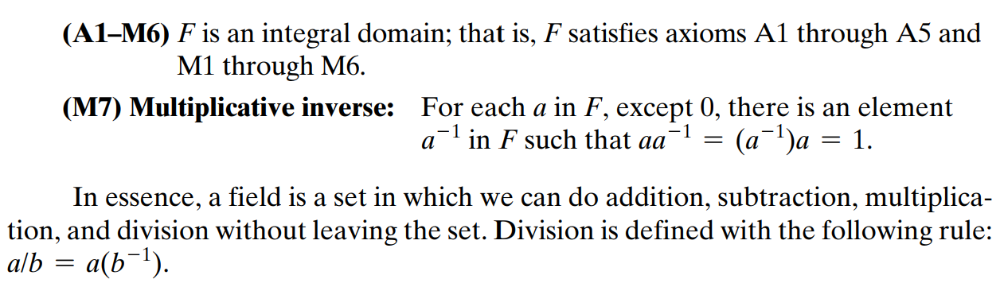 (A1–M6) F is an integral domain; that is, F satisfies axioms A1 through A5 and
M1 through M6.
(M7) Multiplicative inverse: For each a in F, except 0, there is an element
a⁻¹ in F such that aa⁻¹ = (a⁻¹)a = 1.
In essence, a field is a set in which we can do addition, subtraction, multiplica-
tion, and division without leaving the set. Division is defined with the following rule:
a/b = a(b⁻¹).